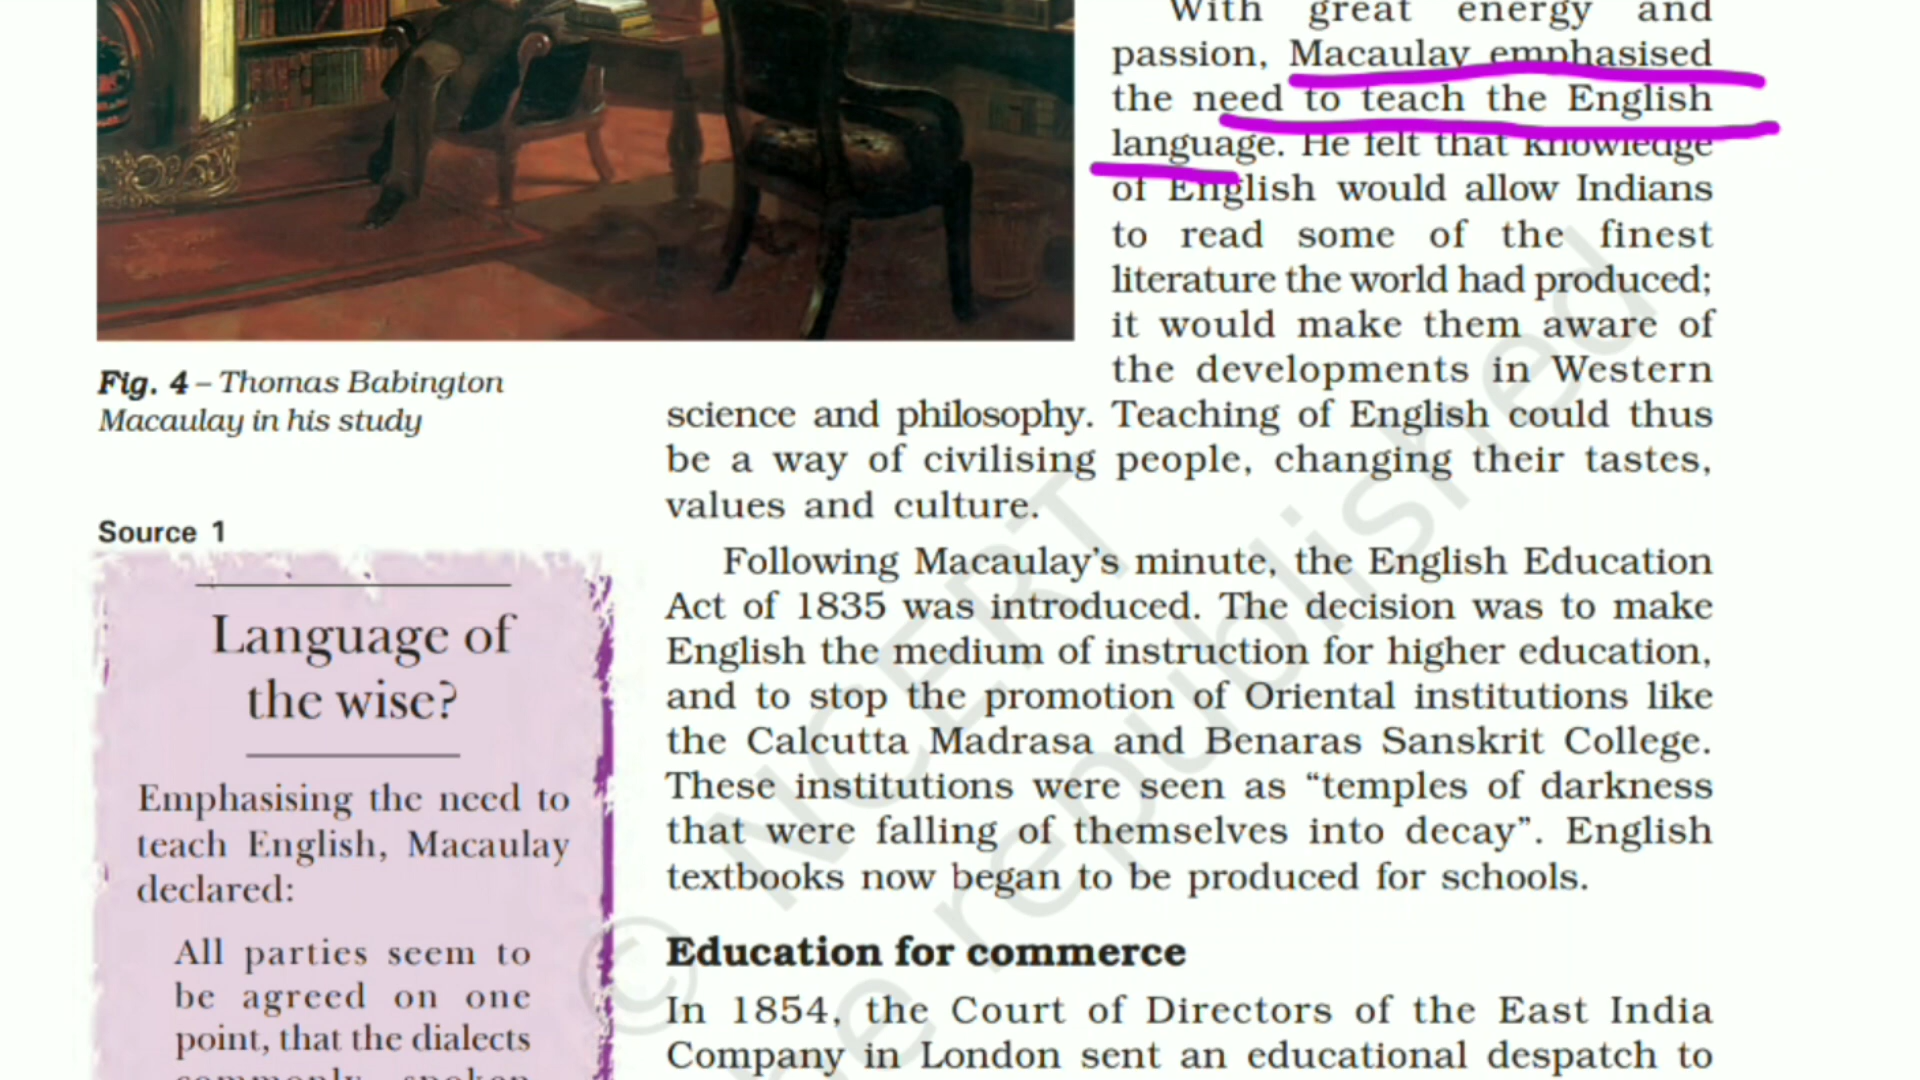 With great energy and
passion, Macaulay emphasised
the need to teach the English
language. He felt that knowledge
of English would allow Indians
to read some of the finest
literature the world had produced;
it would make them aware of
the developments in Western
science and philosophy. Teaching of English could thus
be a way of civilising people, changing their tastes,
values and culture.
Following Macaulay's minute, the English Education
Act of 1835 was introduced. The decision was to make
English the medium of instruction for higher education,
and to stop the promotion of Oriental institutions like
the Calcutta Madrasa and Benaras Sanskrit College.
These institutions were seen as “temples of darkness
that were falling of themselves into decay”. English
textbooks now began to be produced for schools.
Education for commerce
In 1854, the Court of Directors of the East India
Company in London sent an educational despatch to
Fig. 4 – Thomas Babington
Macaulay in his study
Source 1
Language of
the wise?
Emphasising the need to
teach English, Macaulay
declared:
All parties seem to
be agreed on one
point, that the dialects
commonly spoken
© NCERT
be republished